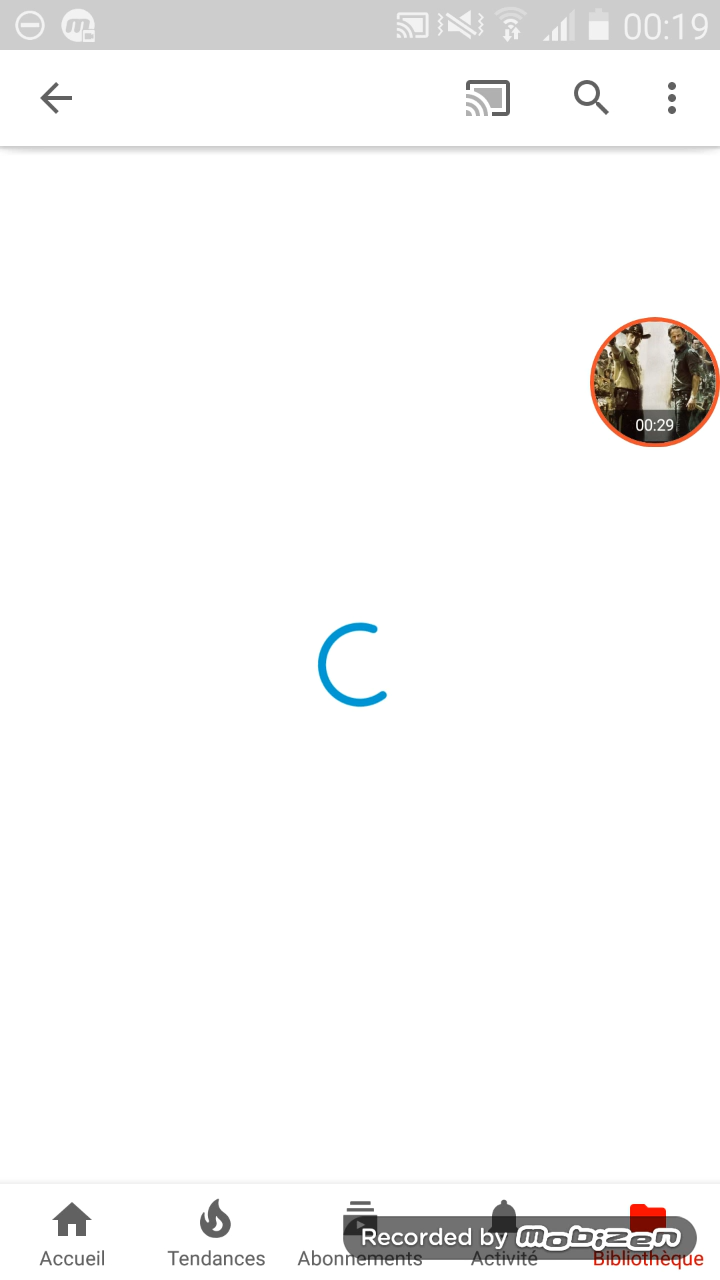 00:19
00:29
Accueil
Tendances
Abonnements
Activité
Bibliothèque
Recorded by mobizen